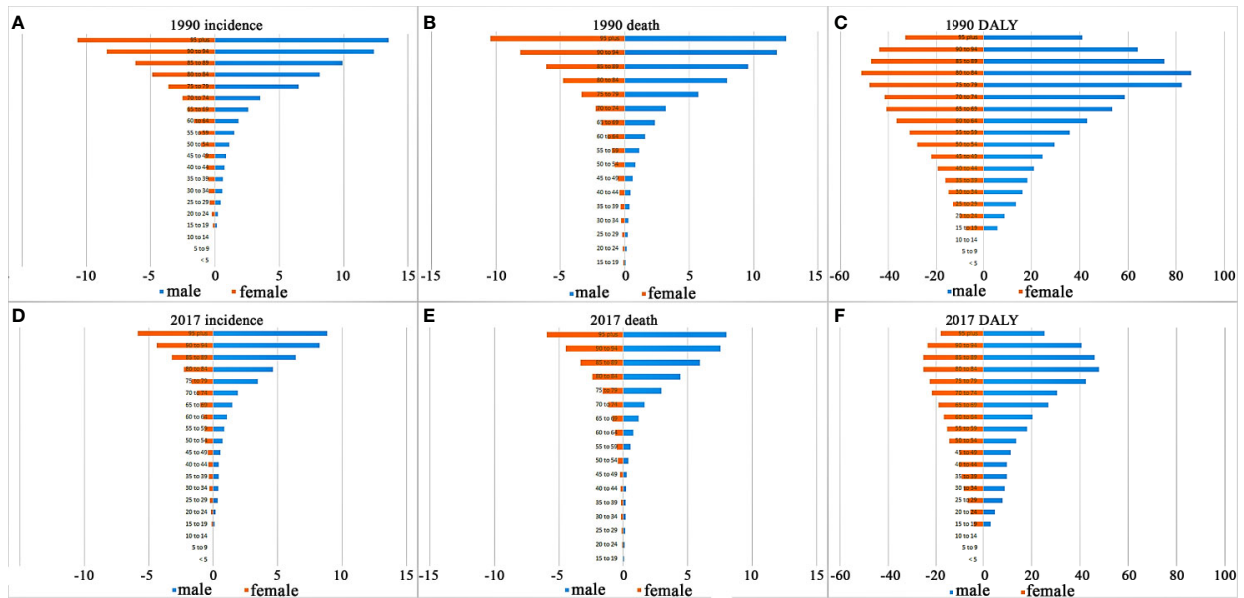 A
1990 incidence
95 plus
90 to 94
85 to 89
80 to 84
75 to 79
70 to 74
65 to 69
60 to 64
55 to 59
50 to 54
45 to 49
40 to 44
35 to 39
30 to 34
25 to 29
20 to 24
15 to 19
10 to 14
5 to 9
< 5
-10 -5 0 5 10 15
male female
B
1990 death
95 plus
90 to 94
85 to 89
80 to 84
75 to 79
70 to 74
65 to 69
60 to 64
55 to 59
50 to 54
45 to 49
40 to 44
35 to 39
30 to 34
25 to 29
20 to 24
15 to 19
-15 -10 -5 0 5 10 15
male female
C
1990 DALY
95 plus
90 to 94
85 to 89
80 to 84
75 to 79
70 to 74
65 to 69
60 to 64
55 to 59
50 to 54
45 to 49
40 to 44
35 to 39
30 to 34
25 to 29
20 to 24
15 to 19
10 to 14
5 to 9
< 5
-60 -40 -20 0 20 40 60 80 100
male female
D
2017 incidence
95 plus
90 to 94
85 to 89
80 to 84
75 to 79
70 to 74
65 to 69
60 to 64
55 to 59
50 to 54
45 to 49
40 to 44
35 to 39
30 to 34
25 to 29
20 to 24
15 to 19
10 to 14
5 to 9
< 5
-10 -5 0 5 10 15
male female
E
2017 death
95 plus
90 to 94
85 to 89
80 to 84
75 to 79
70 to 74
65 to 69
60 to 64
55 to 59
50 to 54
45 to 49
40 to 44
35 to 39
30 to 34
25 to 29
20 to 24
15 to 19
-15 -10 -5 0 5 10 15
male female
F
2017 DALY
95 plus
90 to 94
85 to 89
80 to 84
75 to 79
70 to 74
65 to 69
60 to 64
55 to 59
50 to 54
45 to 49
40 to 44
35 to 39
30 to 34
25 to 29
20 to 24
15 to 19
10 to 14
5 to 9
< 5
-60 -40 -20 0 20 40 60 80 100
male female